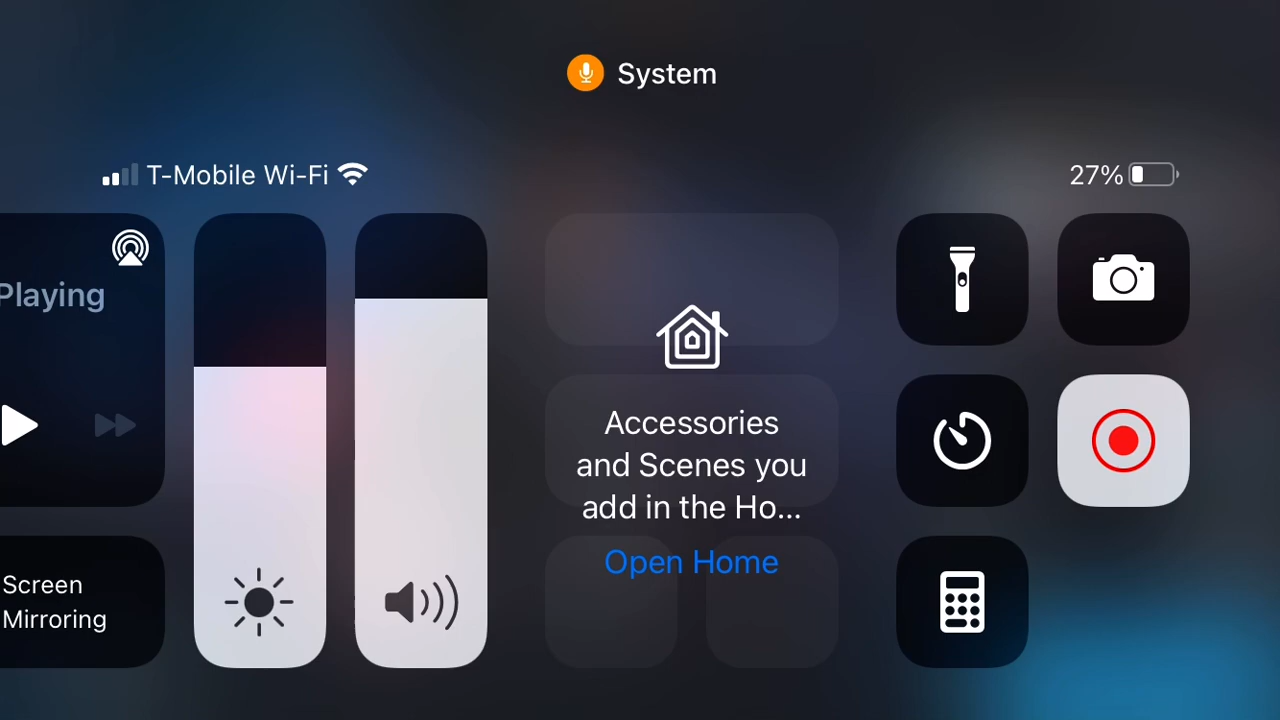 System
T-Mobile Wi-Fi
27%
Playing
Screen
Mirroring
Accessories
and Scenes you
add in the Ho...
Open Home